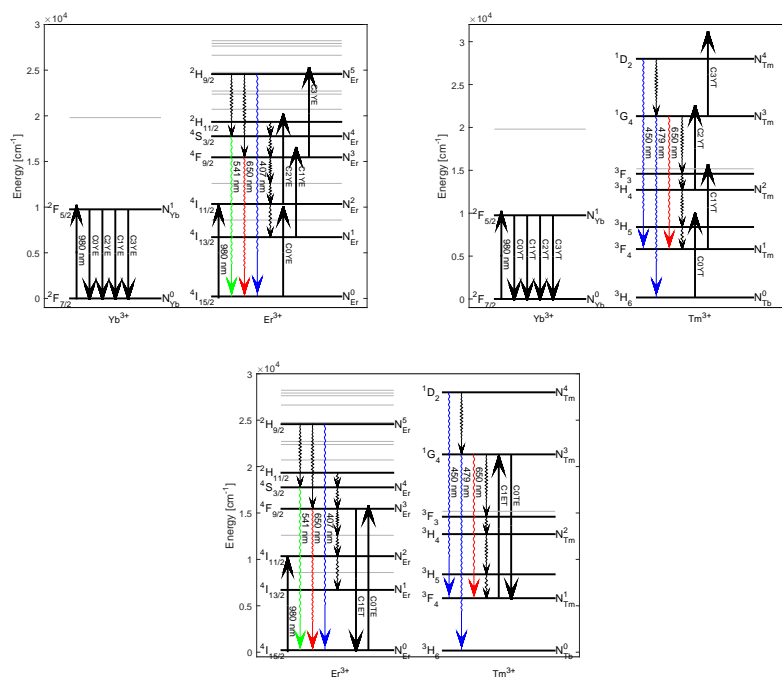 ×10⁴
3
2.5
2
1.5
1
0.5
0
Energy [cm⁻¹]
²F5/2
²F7/2
N¹Yb
N⁰Yb
980 nm
C0YE
C2YE
C1YE
C3YE
Yb³⁺
²H9/2
²H11/2
⁴S3/2
⁴F9/2
⁴I11/2
⁴I13/2
⁴I15/2
N⁵Er
N⁴Er
N³Er
N²Er
N¹Er
N⁰Er
980 nm
541 nm
650 nm
407 nm
C0YE
C2YE
C1YE
C3YE
Er³⁺
×10⁴
3
2.5
2
1.5
1
0.5
0
Energy [cm⁻¹]
²F5/2
²F7/2
N¹Yb
N⁰Yb
980 nm
C0YT
C1YT
C2YT
C3YT
Yb³⁺
¹D2
¹G4
³F3
³H4
³H5
³F4
³H6
N⁴Tm
N³Tm
N²Tm
N¹Tm
N⁰Tb
450 nm
479 nm
650 nm
C0YT
C1YT
C2YT
C3YT
Tm³⁺
×10⁴
3
2.5
2
1.5
1
0.5
0
Energy [cm⁻¹]
²H9/2
²H11/2
⁴S3/2
⁴F9/2
⁴I11/2
⁴I13/2
⁴I15/2
N⁵Er
N⁴Er
N³Er
N²Er
N¹Er
N⁰Er
980 nm
541 nm
650 nm
407 nm
C1ET
C0TE
Er³⁺
¹D2
¹G4
³F3
³H4
³H5
³F4
³H6
N⁴Tm
N³Tm
N²Tm
N¹Tm
N⁰Tb
450 nm
479 nm
650 nm
C1ET
C0TE
Tm³⁺